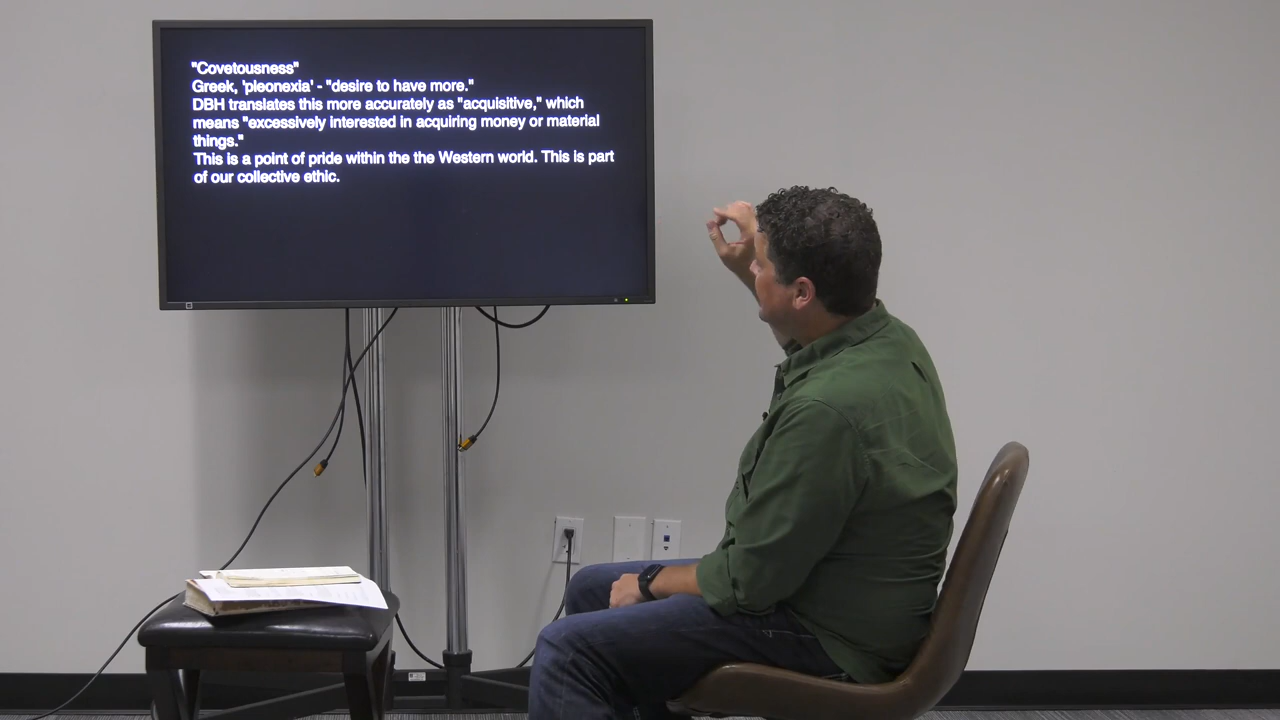 "Covetousness"
Greek, 'pleonexia' - "desire to have more."
DBH translates this more accurately as "acquisitive," which
means "excessively interested in acquiring money or material
things."
This is a point of pride within the the Western world. This is part
of our collective ethic.